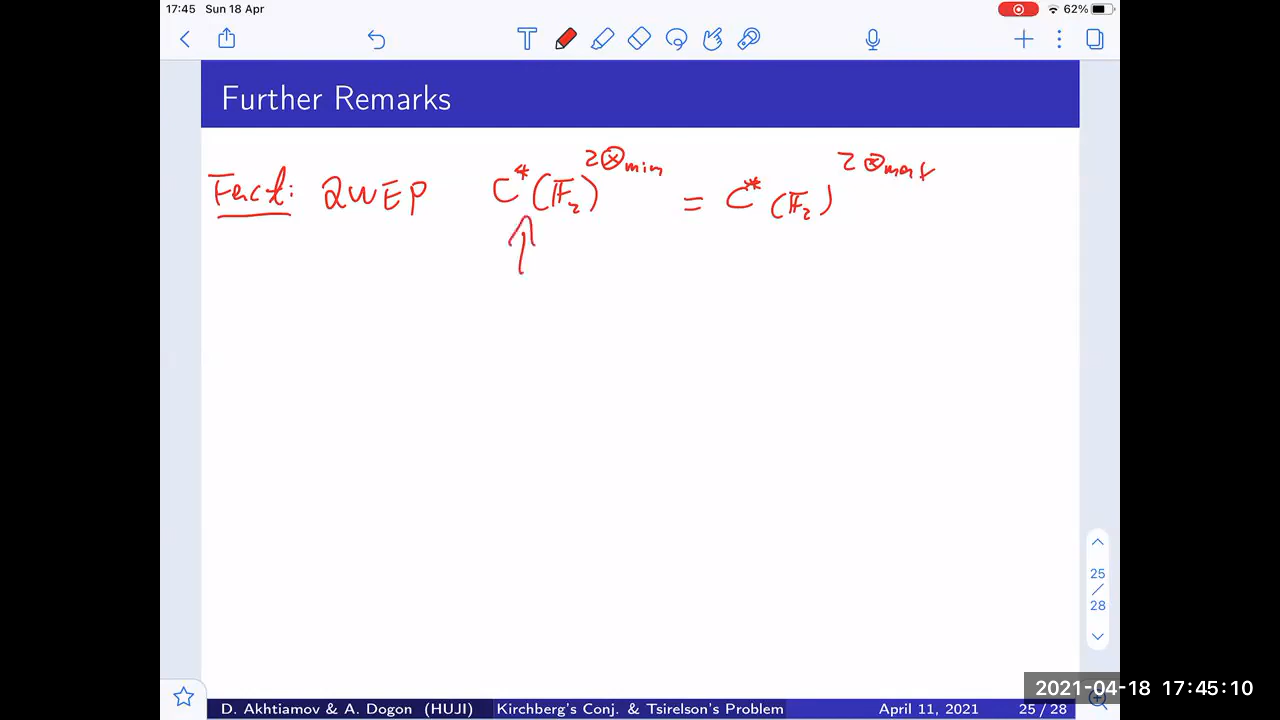 17:45 Sun 18 Apr
62%
Further Remarks
Fact: QWEP C*(𝔽₂)^{2⊗min} = C*(𝔽₂)^{2⊗max}
25
/
28
2021-04-18 17:45:10
D. Akhtiamov & A. Dogon (HUJI) Kirchberg's Conj. & Tsirelson's Problem April 11, 2021 25 / 28